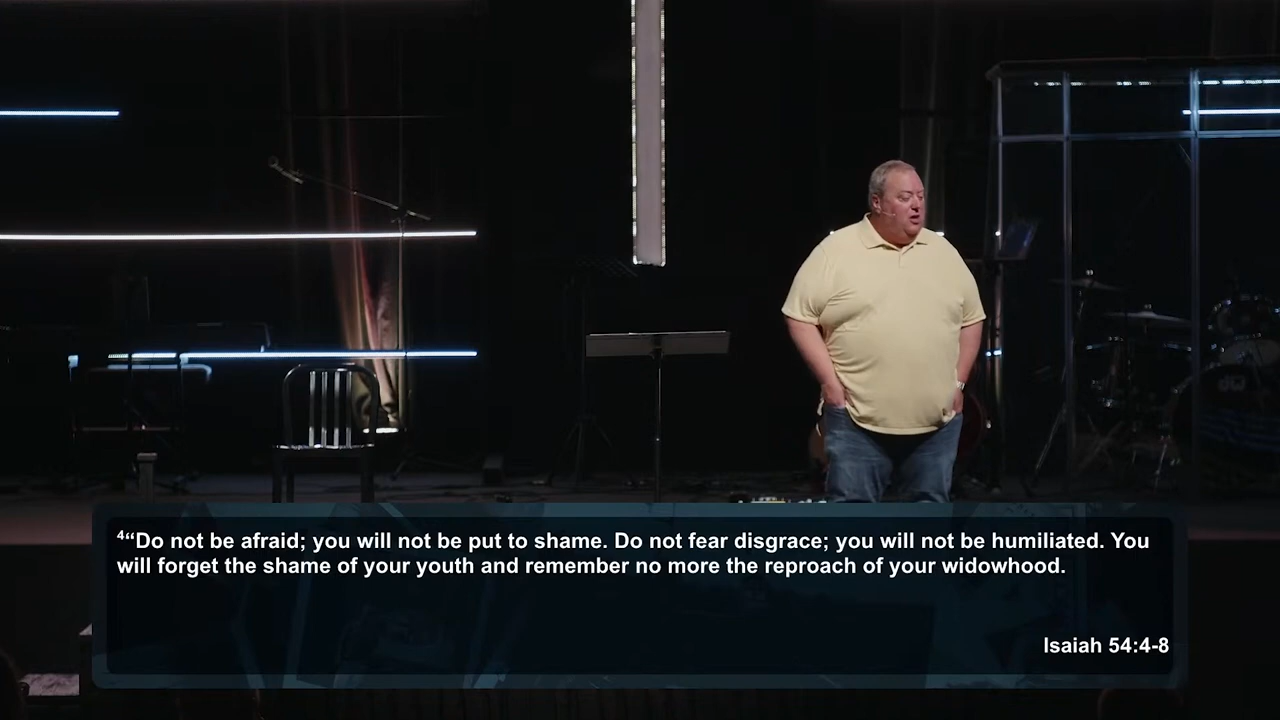 ⁴“Do not be afraid; you will not be put to shame. Do not fear disgrace; you will not be humiliated. You
will forget the shame of your youth and remember no more the reproach of your widowhood.
Isaiah 54:4-8
dw